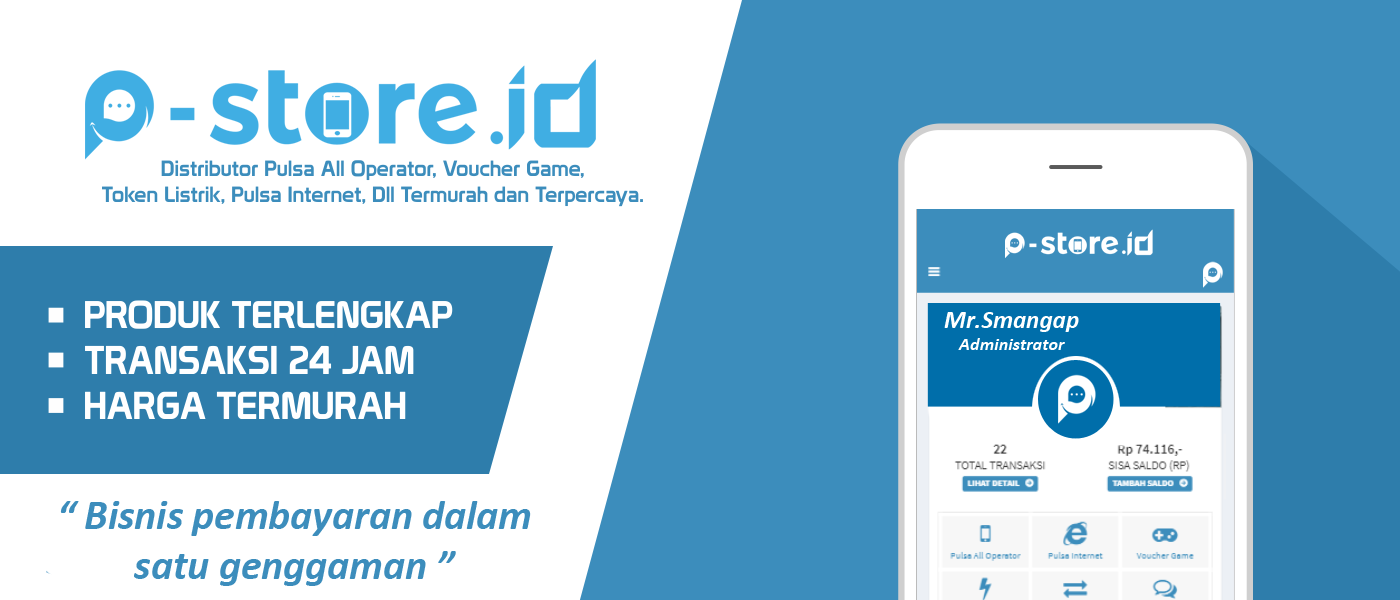 p-store.id
Distributor Pulsa All Operator, Voucher Game,
Token Listrik, Pulsa Internet, Dll Termurah dan Terpercaya.
PRODUK TERLENGKAP
TRANSAKSI 24 JAM
HARGA TERMURAH
“ Bisnis pembayaran dalam
satu genggaman ”
p-store.id
Mr.Smangap
Administrator
22
TOTAL TRANSAKSI
LIHAT DETAIL
Rp 74.116,-
SISA SALDO (RP)
TAMBAH SALDO
Pulsa All Operator
Pulsa Internet
Voucher Game